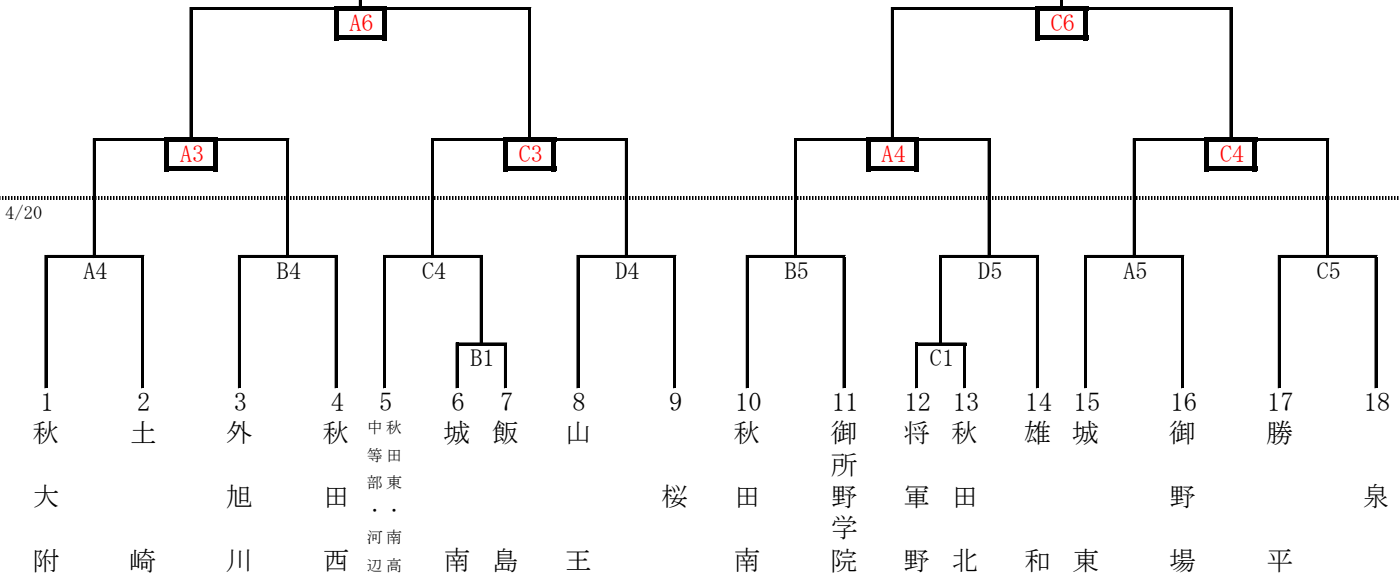 A6
C6
A3
C3
A4
C4
4/20
A4
B4
C4
D4
B5
D5
A5
C5
B1
C1
1
2
3
4
5
6
7
8
9
10
11
12
13
14
15
16
17
18
秋大附
土崎
外旭川
秋田西
秋田東・南高
中等部・河辺
城南
飯島
山王
桜
秋田南
御所野学院
将軍野
秋田北
雄和
城東
御野場
勝平
泉